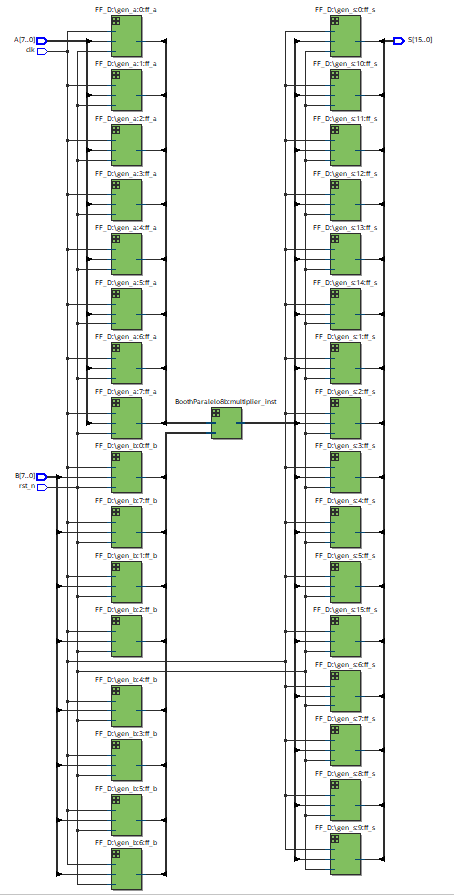 FF_D:\gen_a:0:ff_a
A[7..0]
clk
FF_D:\gen_a:1:ff_a
FF_D:\gen_a:2:ff_a
FF_D:\gen_a:3:ff_a
FF_D:\gen_a:4:ff_a
FF_D:\gen_a:5:ff_a
FF_D:\gen_a:6:ff_a
FF_D:\gen_a:7:ff_a
FF_D:\gen_b:0:ff_b
B[7..0]
rst_n
FF_D:\gen_b:7:ff_b
FF_D:\gen_b:1:ff_b
FF_D:\gen_b:2:ff_b
FF_D:\gen_b:4:ff_b
FF_D:\gen_b:3:ff_b
FF_D:\gen_b:5:ff_b
FF_D:\gen_b:6:ff_b
BoothParalelo8b:multiplier_inst
FF_D:\gen_s:0:ff_s
S[15..0]
FF_D:\gen_s:10:ff_s
FF_D:\gen_s:11:ff_s
FF_D:\gen_s:12:ff_s
FF_D:\gen_s:13:ff_s
FF_D:\gen_s:14:ff_s
FF_D:\gen_s:1:ff_s
FF_D:\gen_s:2:ff_s
FF_D:\gen_s:3:ff_s
FF_D:\gen_s:4:ff_s
FF_D:\gen_s:5:ff_s
FF_D:\gen_s:15:ff_s
FF_D:\gen_s:6:ff_s
FF_D:\gen_s:7:ff_s
FF_D:\gen_s:8:ff_s
FF_D:\gen_s:9:ff_s